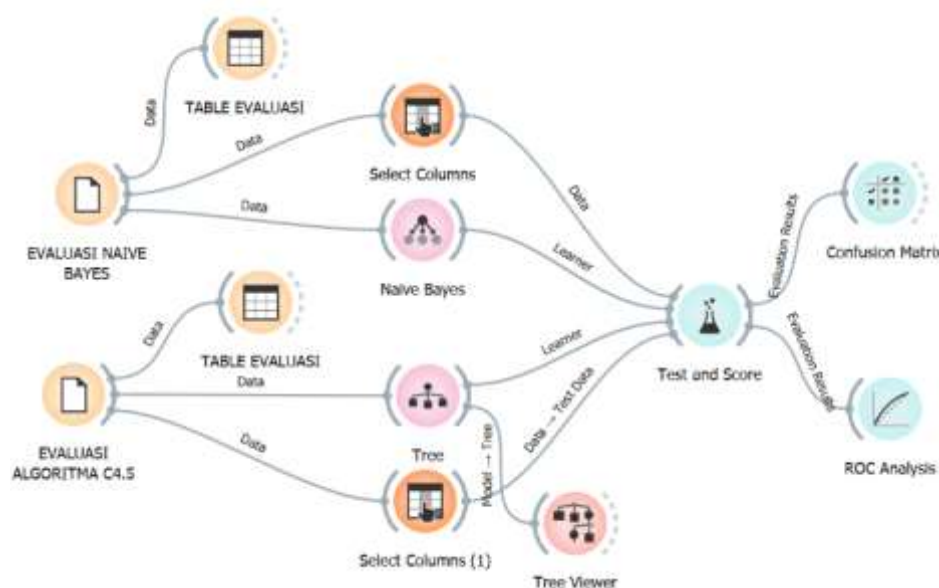 TABLE EVALUASI
Data
Data
Select Columns
Data
Data
EVALUASI NAIVE
BAYES
Naive Bayes
Learner
Evaluation Results
Confusion Matrix
Data
TABLE EVALUASI
Learner
Test and Score
Evaluation Results
Data
EVALUASI
ALGORITMA C4.5
Tree
Data → Test Data
ROC Analysis
Data
Model → Tree
Select Columns (1)
Tree Viewer